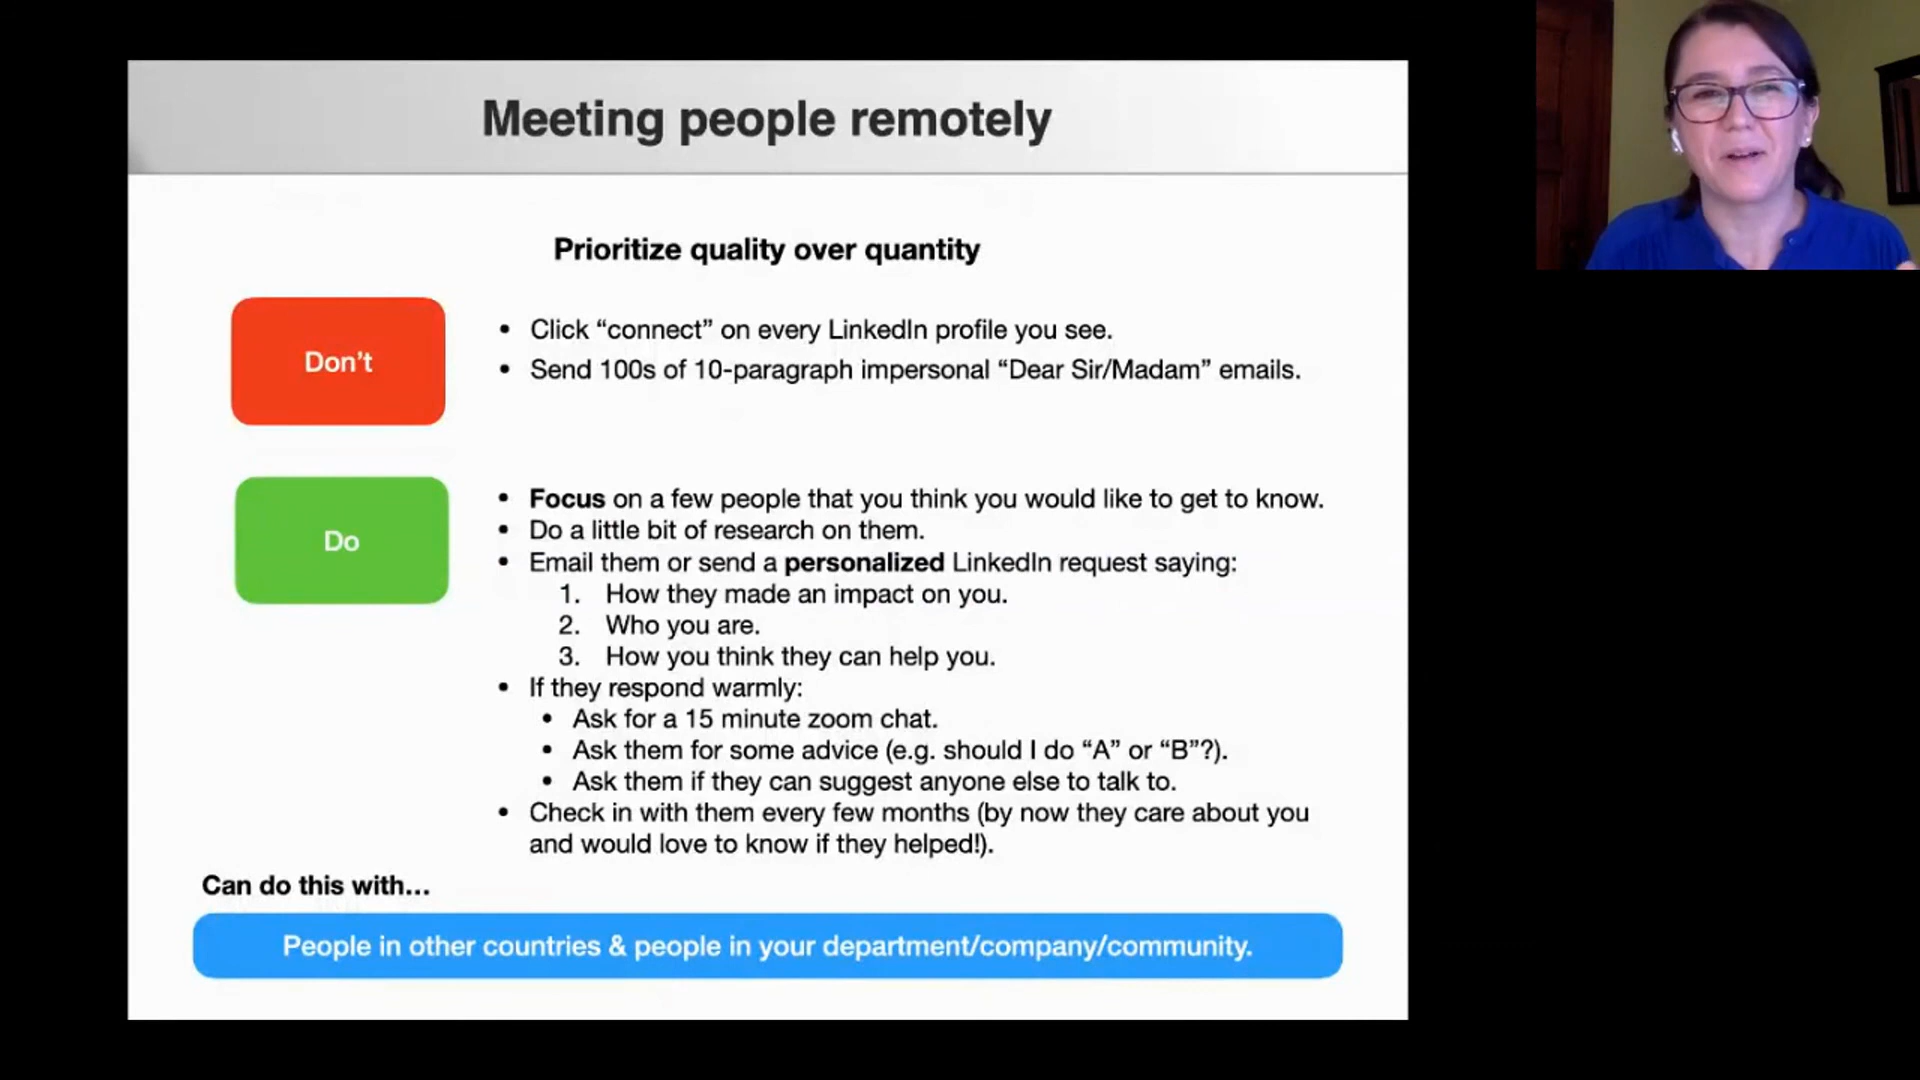 Meeting people remotely
Prioritize quality over quantity
Don’t
• Click “connect” on every LinkedIn profile you see.
• Send 100s of 10-paragraph impersonal “Dear Sir/Madam” emails.
Do
• Focus on a few people that you think you would like to get to know.
• Do a little bit of research on them.
• Email them or send a personalized LinkedIn request saying:
1. How they made an impact on you.
2. Who you are.
3. How you think they can help you.
• If they respond warmly:
• Ask for a 15 minute zoom chat.
• Ask them for some advice (e.g. should I do “A” or “B”?).
• Ask them if they can suggest anyone else to talk to.
• Check in with them every few months (by now they care about you
and would love to know if they helped!).
Can do this with...
People in other countries & people in your department/company/community.